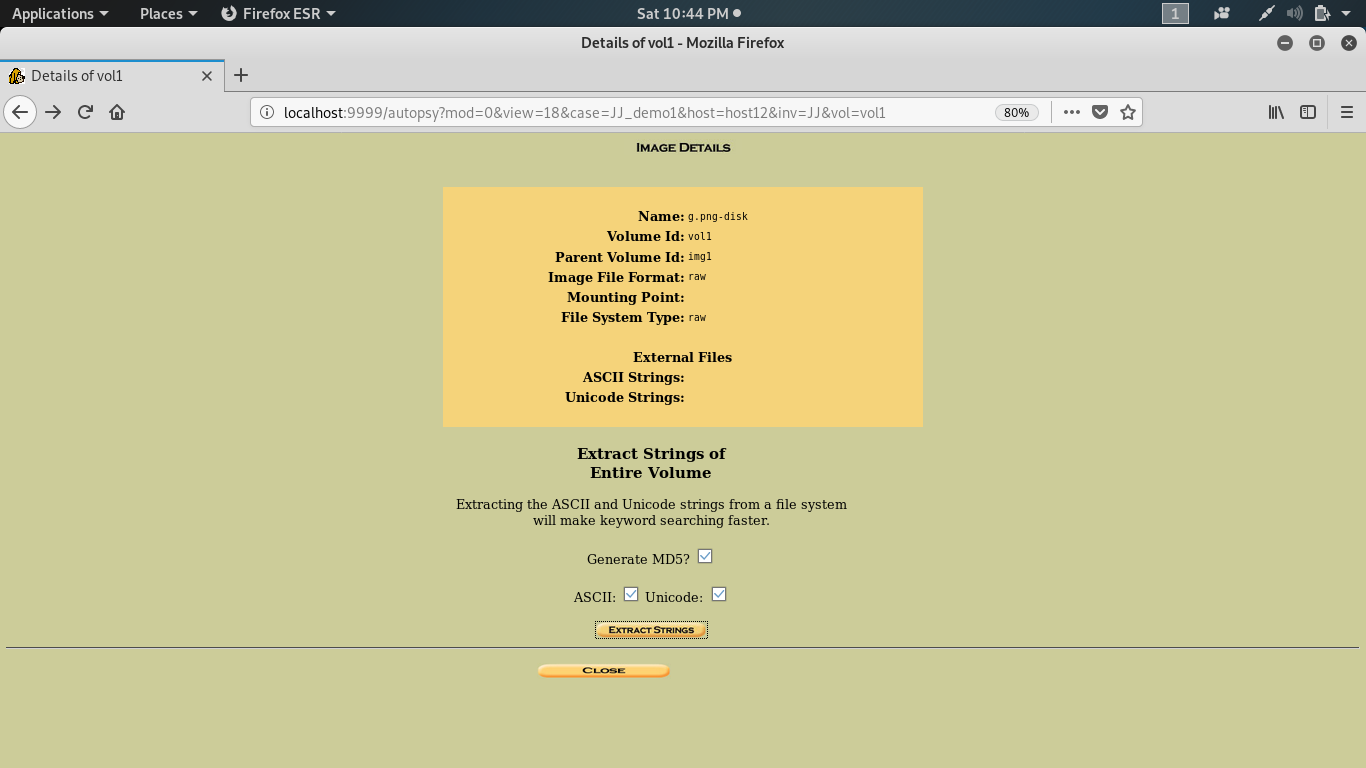 Applications Places Firefox ESR Sat 10:44 PM 1
Details of vol1 - Mozilla Firefox
Details of vol1
localhost:9999/autopsy?mod=0&view=18&case=JJ_demo1&host=host12&inv=JJ&vol=vol1 80%
IMAGE DETAILS
Name: g.png-disk
Volume Id: vol1
Parent Volume Id: img1
Image File Format: raw
Mounting Point:
File System Type: raw
External Files
ASCII Strings:
Unicode Strings:
Extract Strings of
Entire Volume
Extracting the ASCII and Unicode strings from a file system
will make keyword searching faster.
Generate MD5?
ASCII: Unicode:
EXTRACT STRINGS
CLOSE